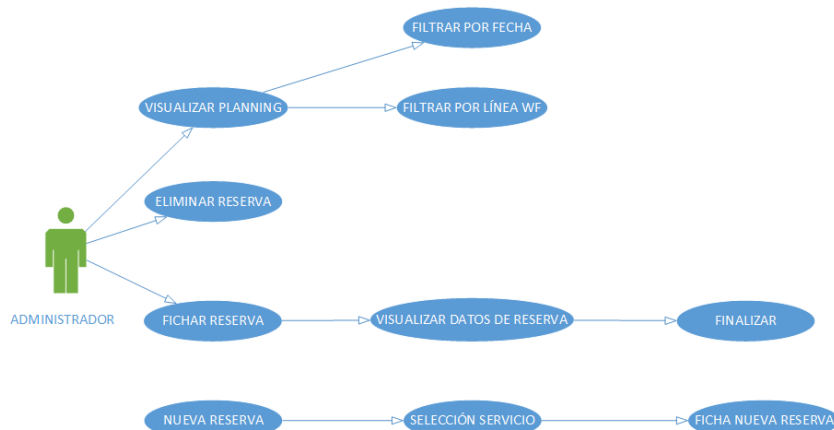 FILTRAR POR FECHA
VISUALIZAR PLANNING
FILTRAR POR LÍNEA WF
ELIMINAR RESERVA
ADMINISTRADOR
FICHAR RESERVA
VISUALIZAR DATOS DE RESERVA
FINALIZAR
NUEVA RESERVA
SELECCIÓN SERVICIO
FICHA NUEVA RESERVA